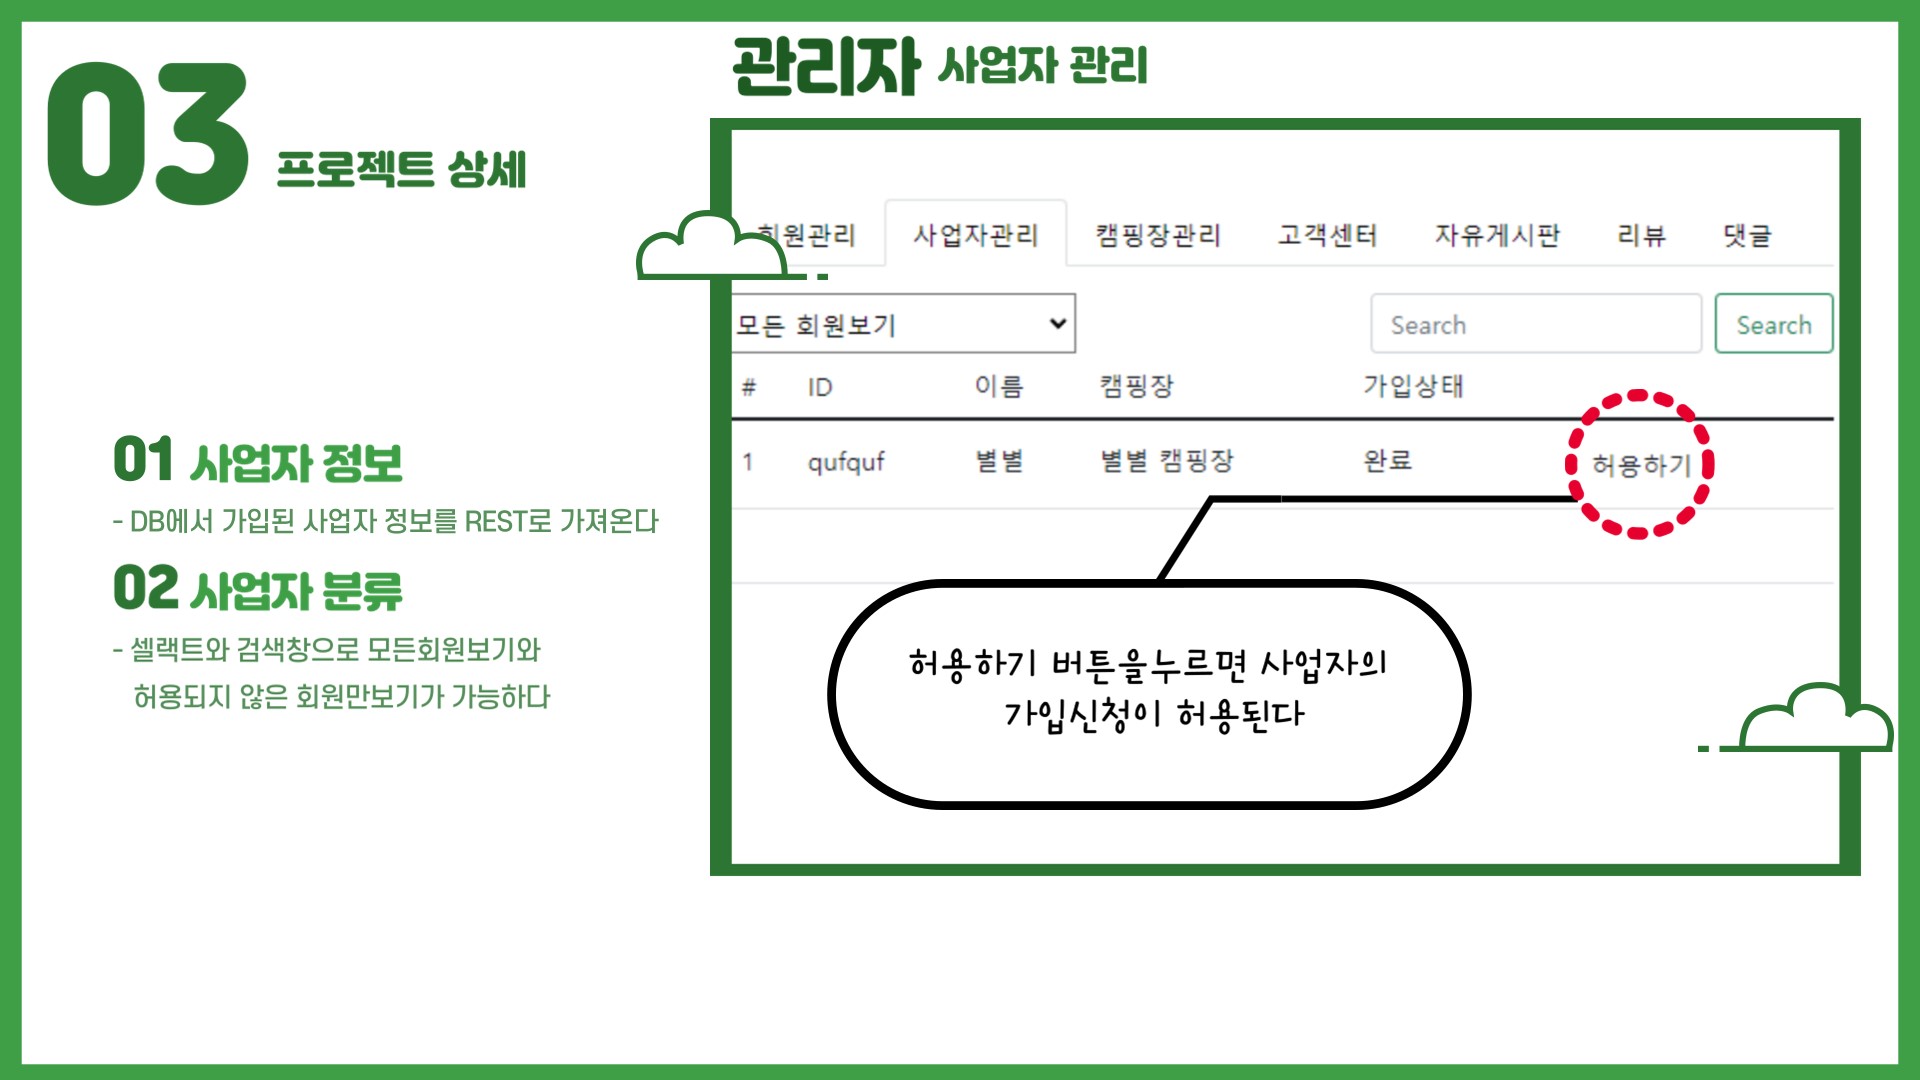 03 프로젝트 상세
관리자 사업자 관리
01 사업자 정보
- DB에서 가입된 사업자 정보를 REST로 가져온다
02 사업자 분류
- 셀랙트와 검색창으로 모든회원보기와
허용되지 않은 회원만보기가 가능하다
회원관리 사업자관리 캠핑장관리 고객센터 자유게시판 리뷰 댓글
모든 회원보기 Search Search
# ID 이름 캠핑장 가입상태
1 qufquf 별별 별별 캠핑장 완료 허용하기
허용하기 버튼을누르면 사업자의
가입신청이 허용된다